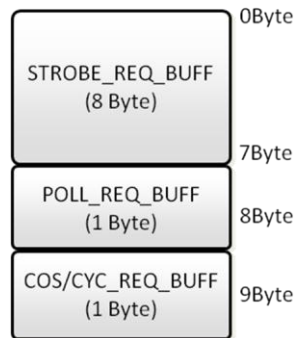 0Byte
STROBE_REQ_BUFF
(8 Byte)
7Byte
POLL_REQ_BUFF
(1 Byte)
8Byte
COS/CYC_REQ_BUFF
(1 Byte)
9Byte